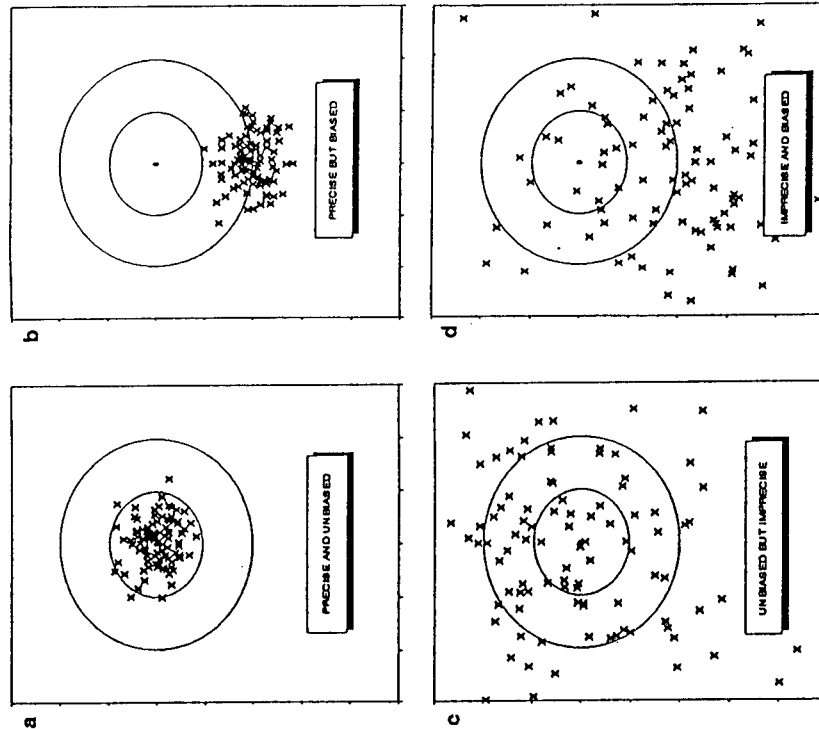 a
PRECISE AND UNBIASED
b
PRECISE BUT BIASED
c
UNBIASED BUT IMPRECISE
d
IMPRECISE AND BIASED